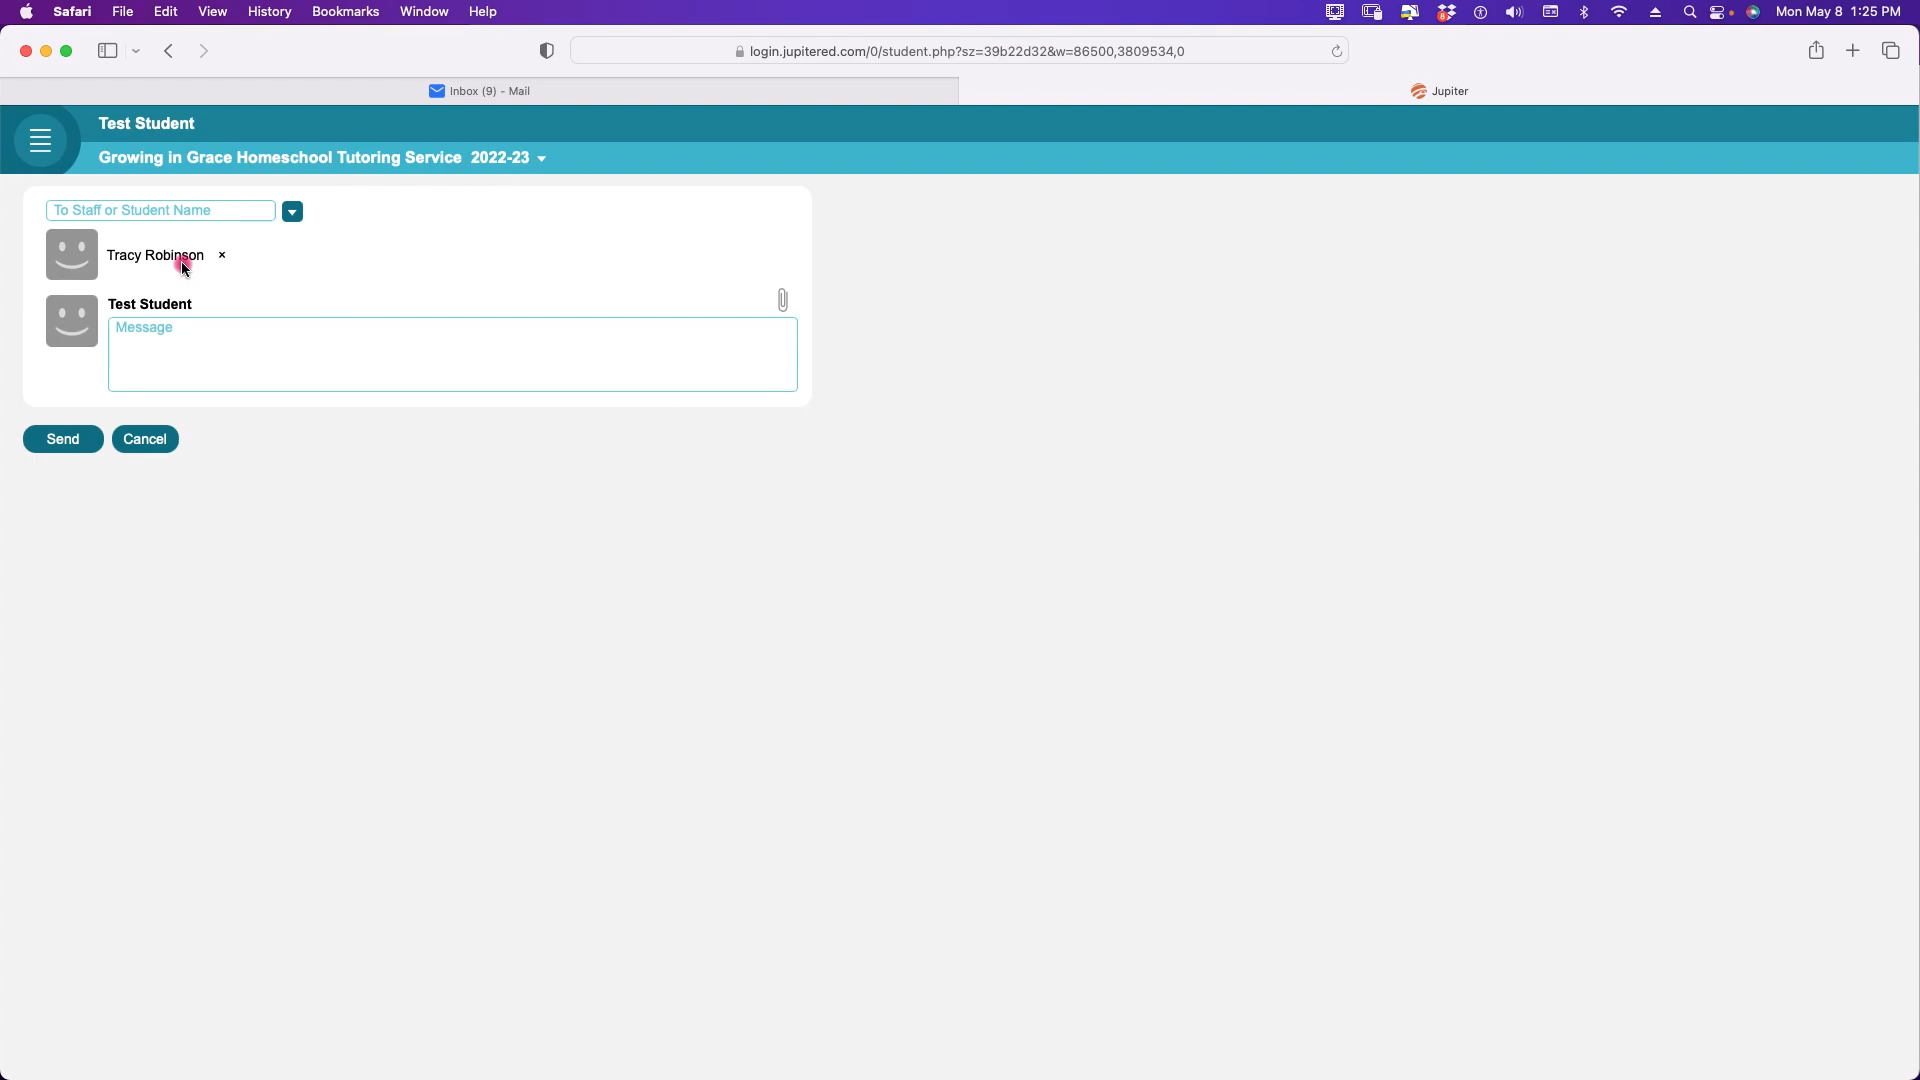 Safari File Edit View History Bookmarks Window Help
8
Mon May 8 1:25 PM
login.jupitered.com/0/student.php?sz=39b22d32&w=86500,3809534,0
Inbox (9) - Mail
Jupiter
Test Student
Growing in Grace Homeschool Tutoring Service 2022-23
To Staff or Student Name
Tracy Robinson ×
Test Student
Message
Send Cancel